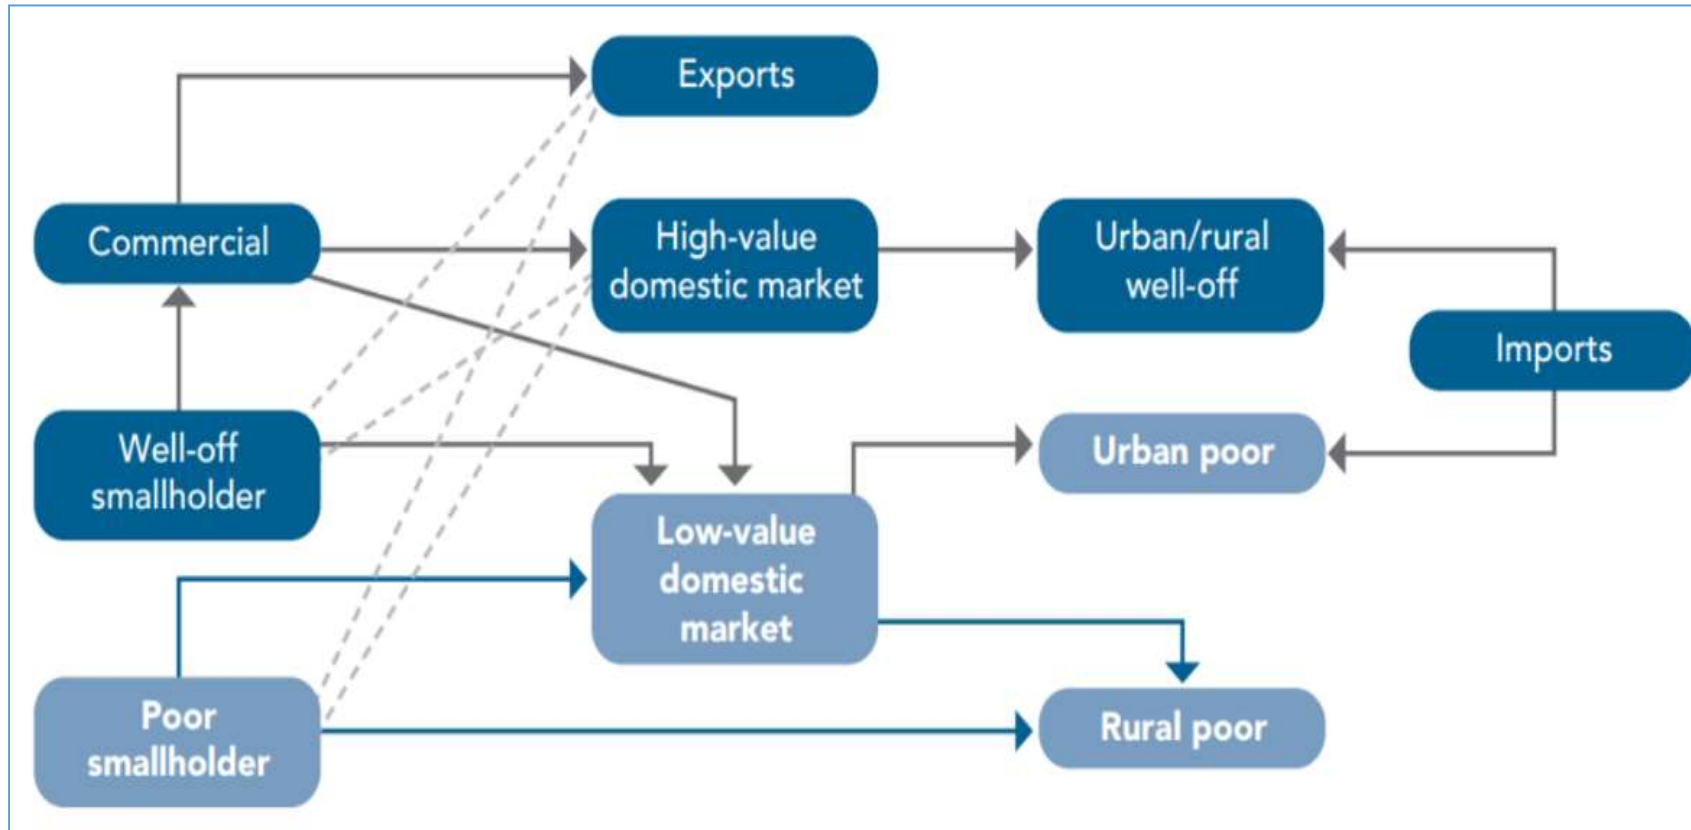 Exports
Commercial
High-value
domestic market
Urban/rural
well-off
Imports
Well-off
smallholder
Urban poor
Low-value
domestic
market
Poor
smallholder
Rural poor